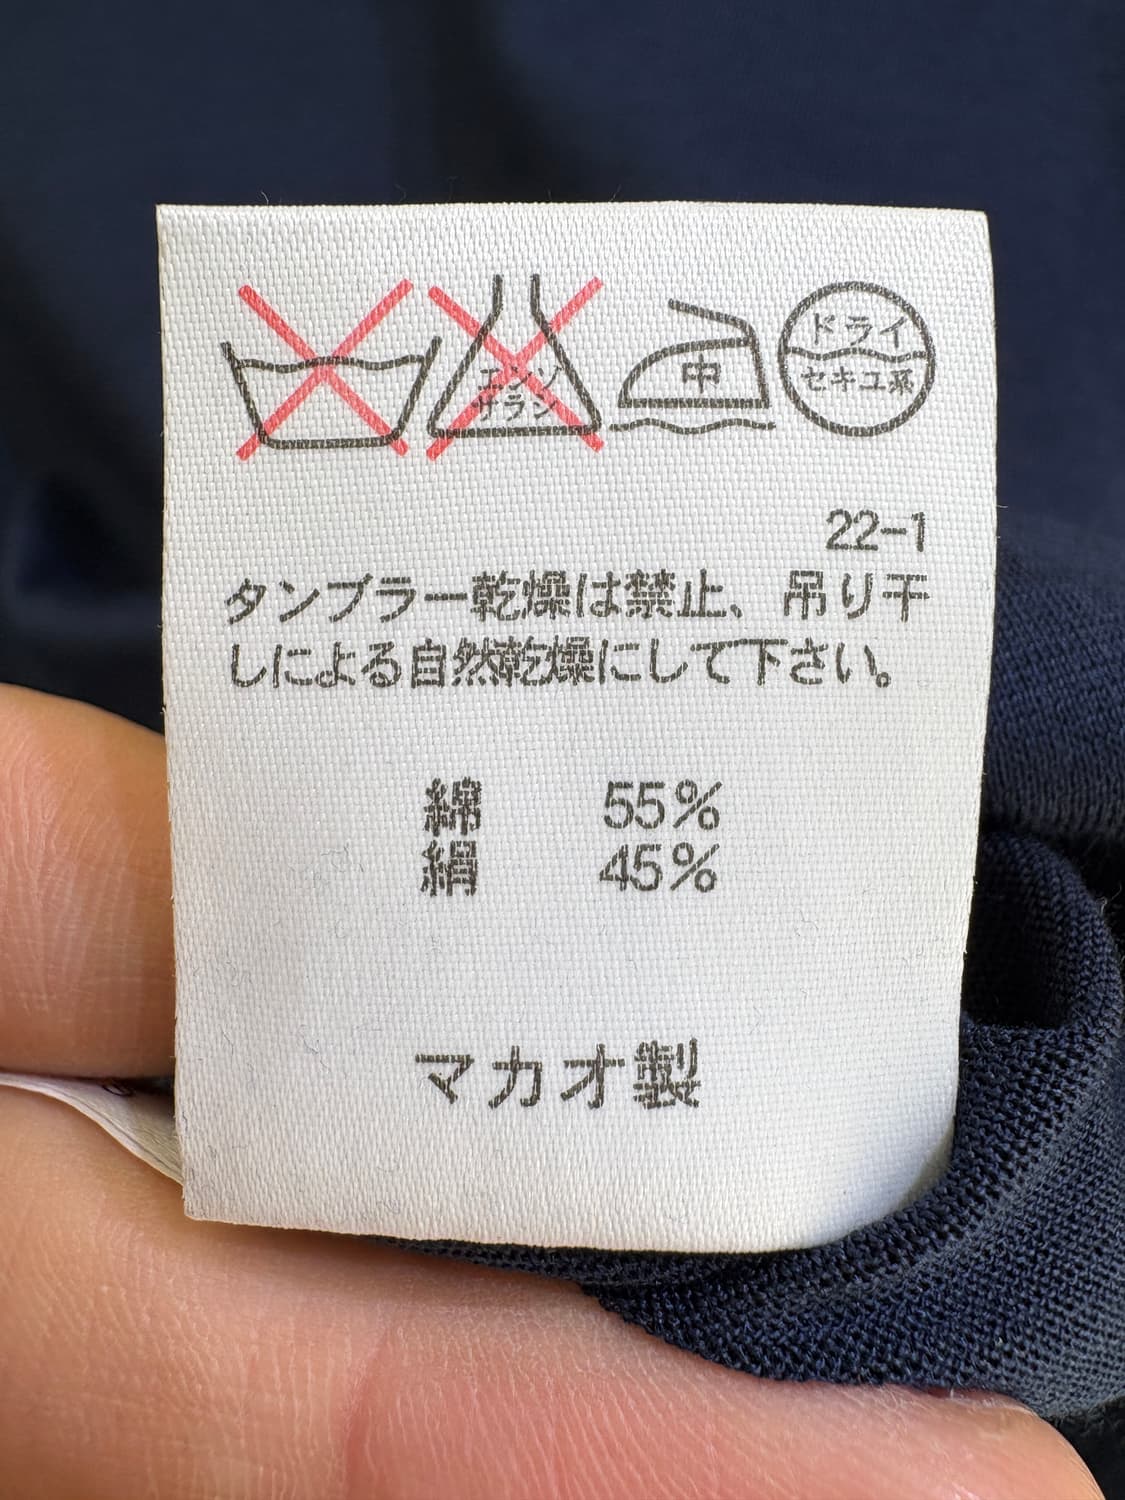 エンソ
サラシ
中
ドライ
セキユ系
22-1
タンブラー乾燥は禁止、吊り干
しによる自然乾燥にして下さい。
綿 55%
絹 45%
マカオ製